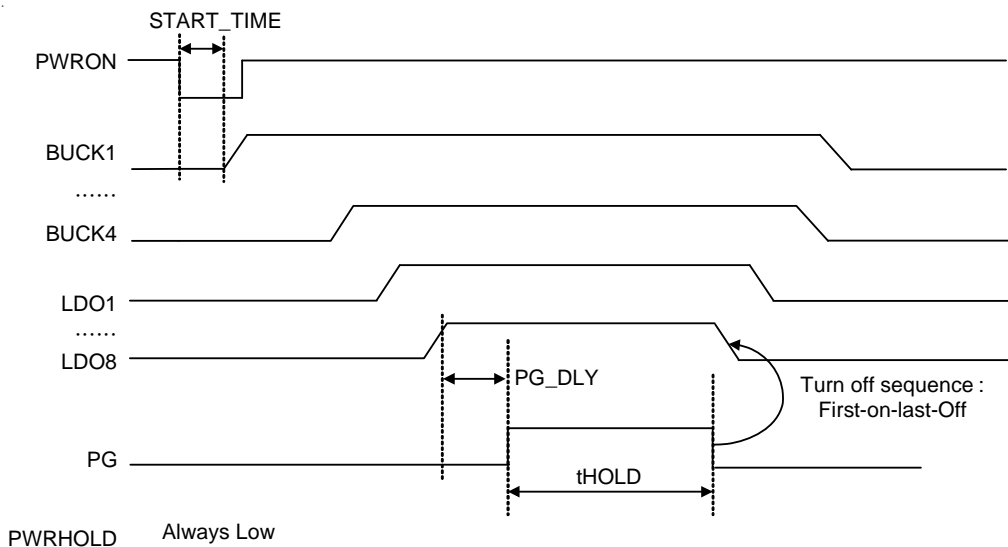 START_TIME
PWRON
BUCK1
......
BUCK4
LDO1
......
LDO8
PG_DLY
Turn off sequence :
First-on-last-Off
PG
tHOLD
PWRHOLD Always Low